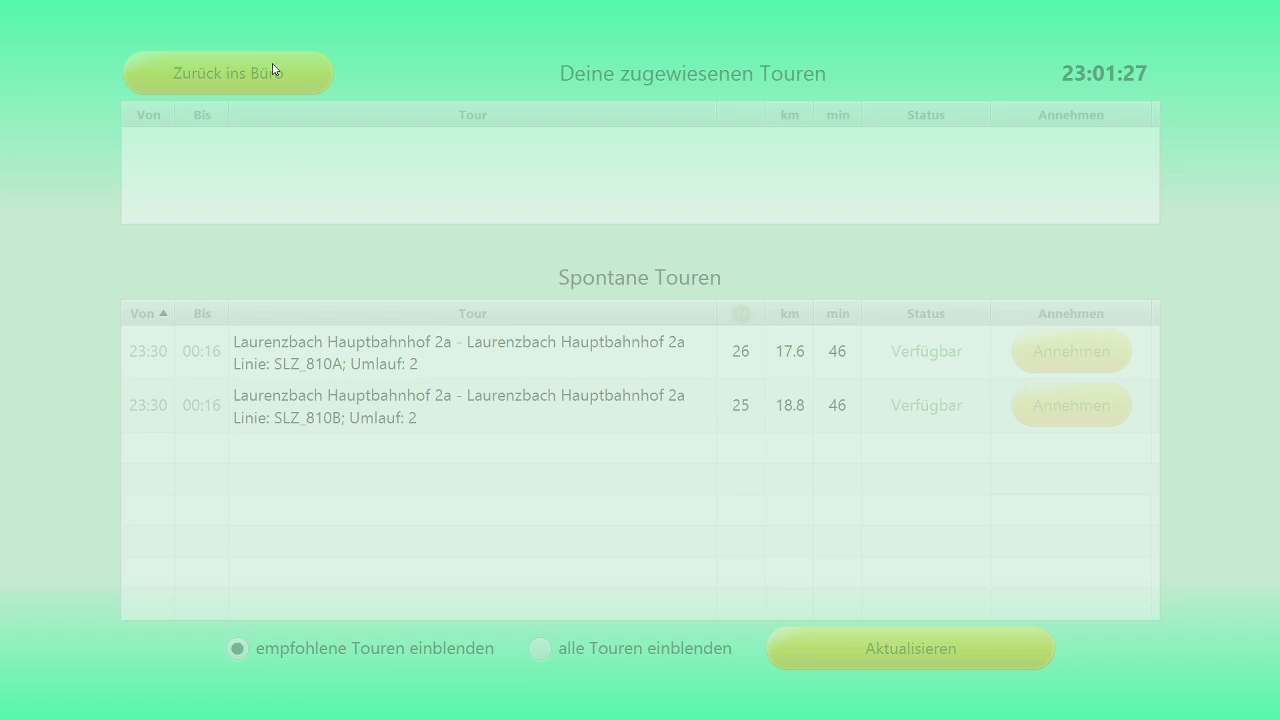 Zurück ins Büro
Deine zugewiesenen Touren
23:01:27
Von Bis Tour km min Status Annehmen
Spontane Touren
Von Bis Tour km min Status Annehmen
23:30 00:16 Laurenzbach Hauptbahnhof 2a - Laurenzbach Hauptbahnhof 2a 26 17.6 46 Verfügbar Annehmen
Linie: SLZ_810A; Umlauf: 2
23:30 00:16 Laurenzbach Hauptbahnhof 2a - Laurenzbach Hauptbahnhof 2a 25 18.8 46 Verfügbar Annehmen
Linie: SLZ_810B; Umlauf: 2
empfohlene Touren einblenden alle Touren einblenden Aktualisieren